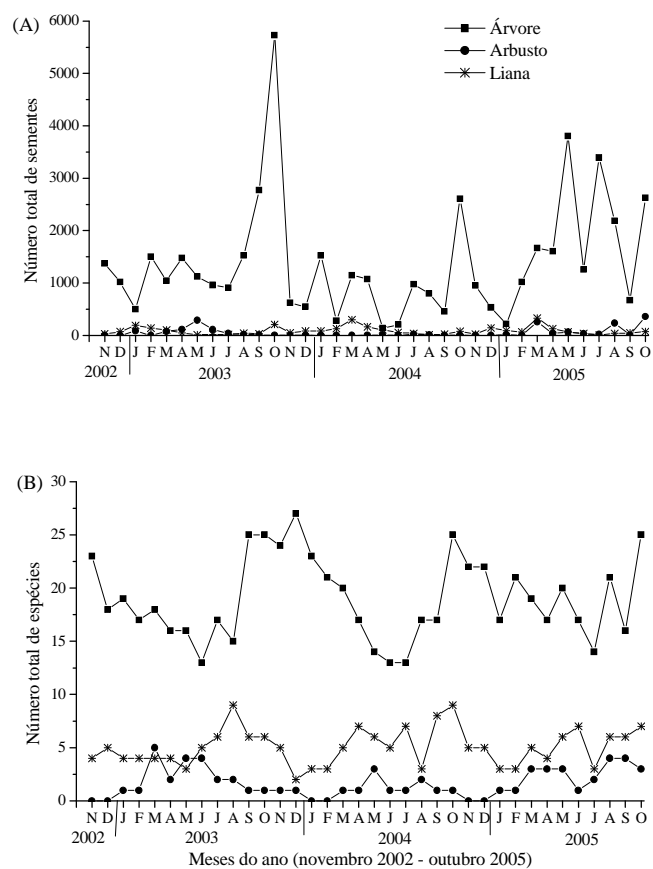 (A)
6000
5000
4000
3000
2000
1000
0
Número total de sementes
Árvore
Arbusto
Liana
N D J F M A M J J A S O N D J F M A M J J A S O N D J F M A M J J A S O
2002 2003 2004 2005
(B)
30
25
20
15
10
5
0
Número total de espécies
N D J F M A M J J A S O N D J F M A M J J A S O N D J F M A M J J A S O
2002 2003 2004 2005
Meses do ano (novembro 2002 - outubro 2005)